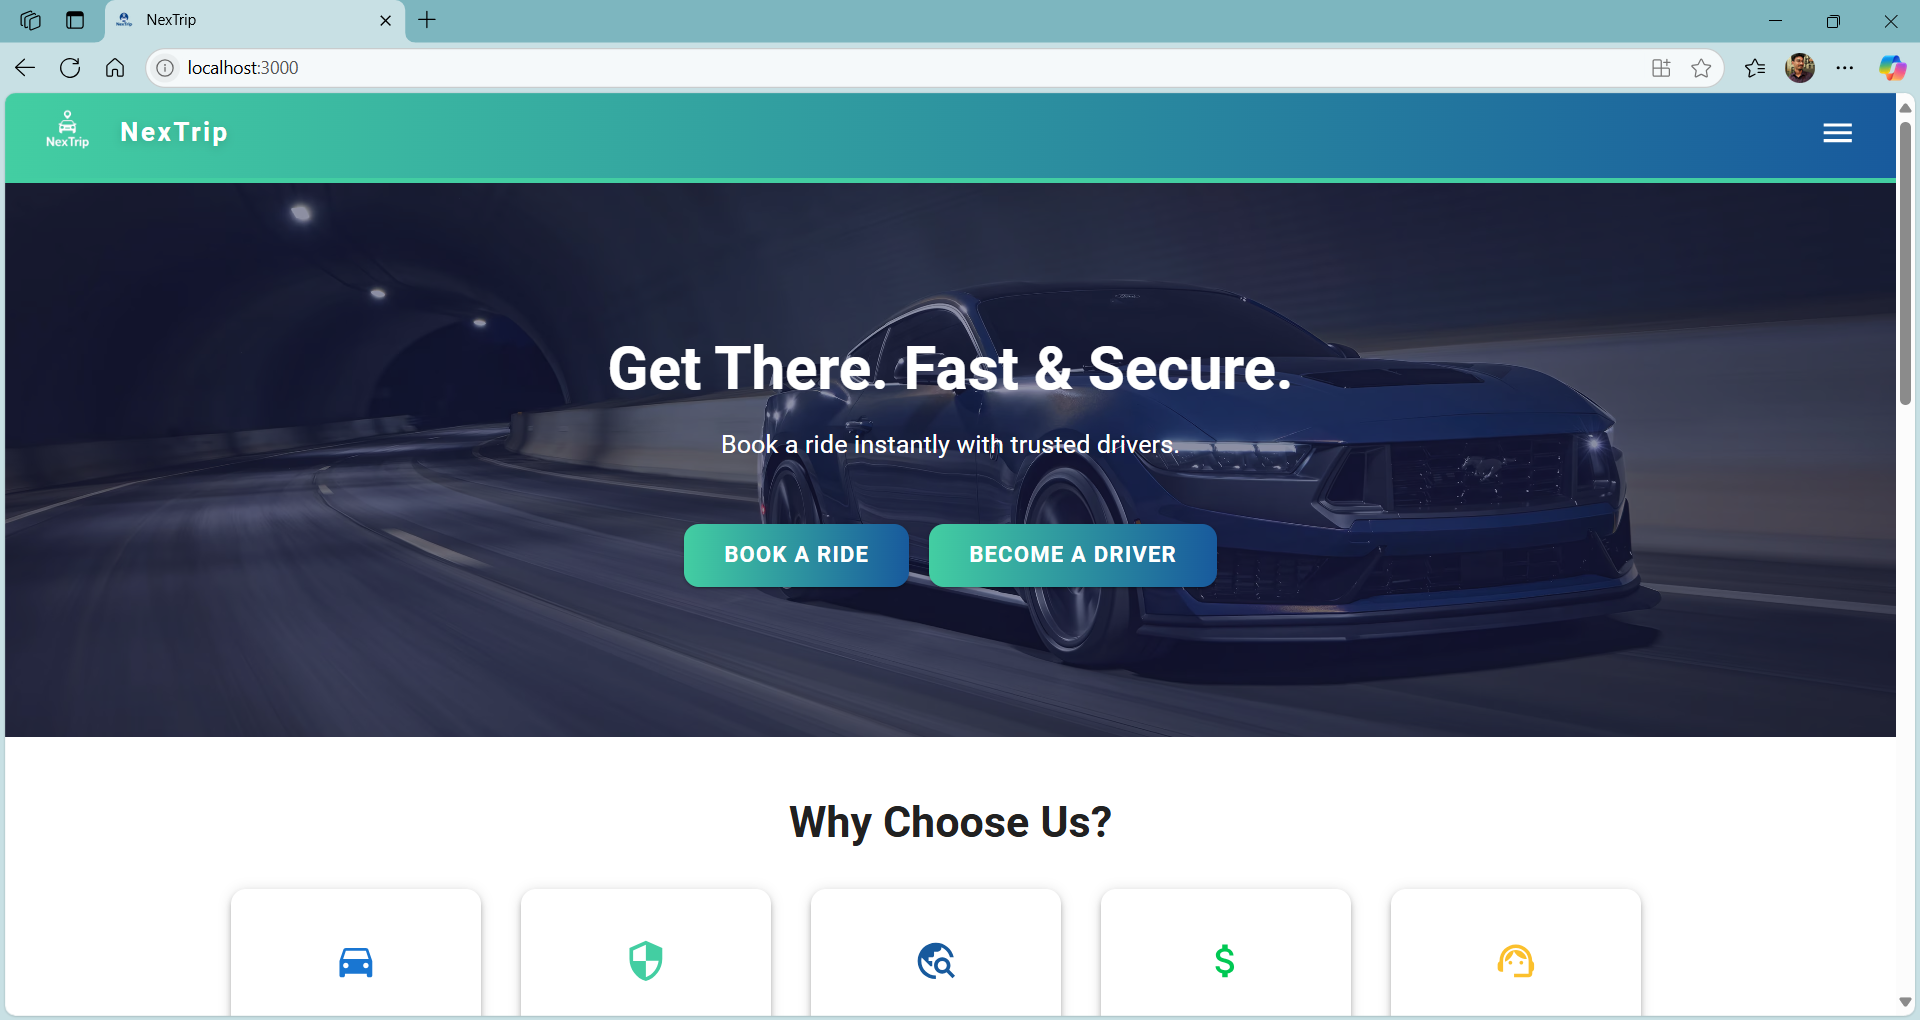 NexTrip
localhost:3000
NexTrip
NexTrip
Get There. Fast & Secure.
Book a ride instantly with trusted drivers.
BOOK A RIDE
BECOME A DRIVER
Why Choose Us?